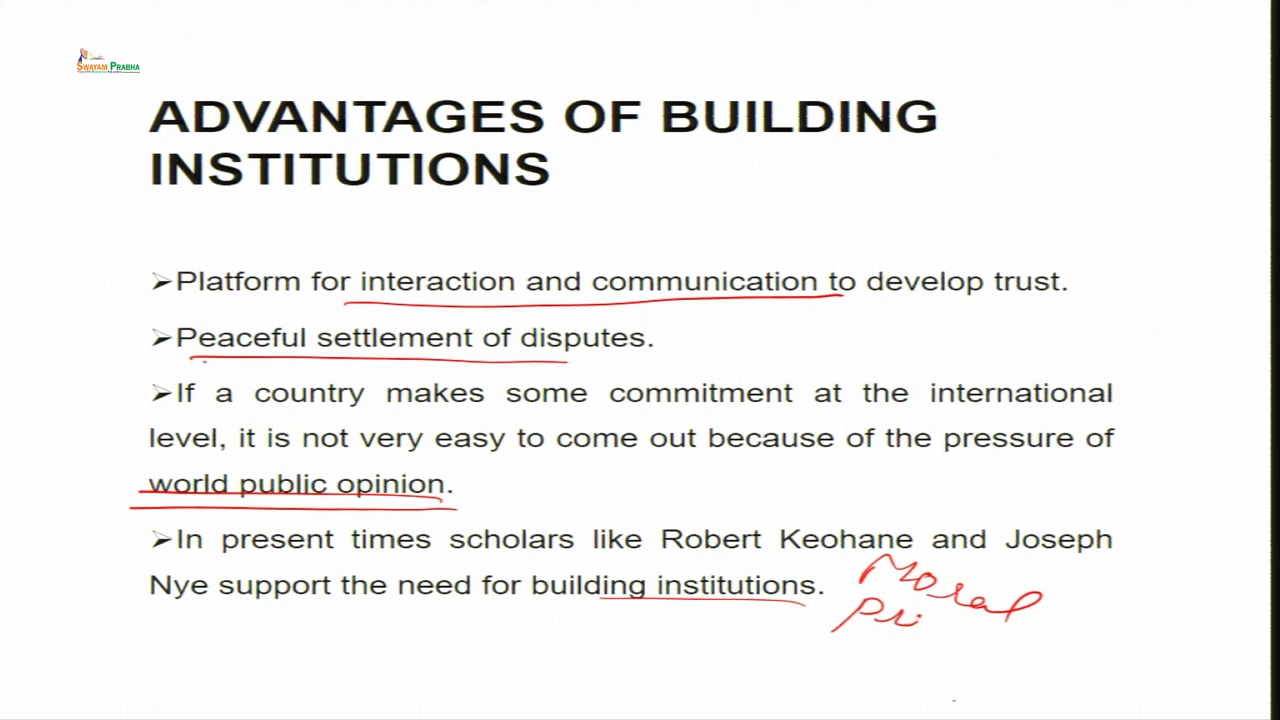 SWAYAM PRABHA
ADVANTAGES OF BUILDING
INSTITUTIONS
➢Platform for interaction and communication to develop trust.
➢Peaceful settlement of disputes.
➢If a country makes some commitment at the international
level, it is not very easy to come out because of the pressure of
world public opinion.
➢In present times scholars like Robert Keohane and Joseph
Nye support the need for building institutions.
Moral
Pri